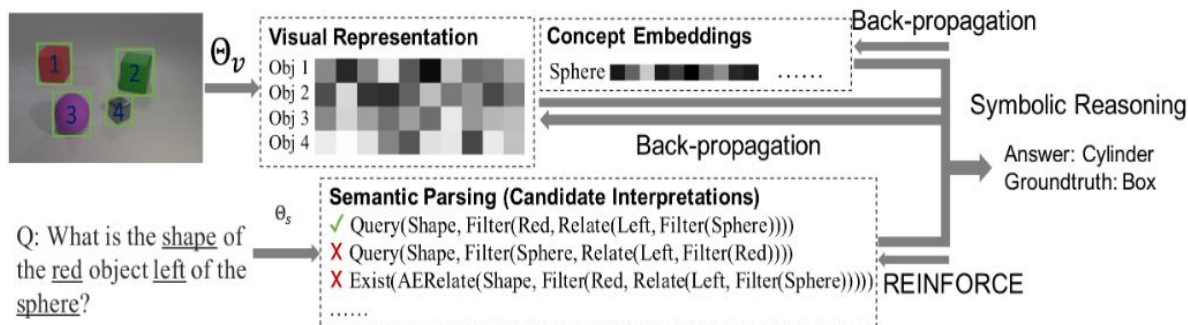 Back-propagation
Visual Representation
Concept Embeddings
1
2
3
4
Θv
Obj 1
Obj 2
Obj 3
Obj 4
Sphere ......
Symbolic Reasoning
Back-propagation
Answer: Cylinder
Groundtruth: Box
Semantic Parsing (Candidate Interpretations)
Θs
✓ Query(Shape, Filter(Red, Relate(Left, Filter(Sphere))))
Q: What is the shape of
✗ Query(Shape, Filter(Sphere, Relate(Left, Filter(Red))))
the red object left of the
✗ Exist(AERelate(Shape, Filter(Red, Relate(Left, Filter(Sphere)))))
REINFORCE
sphere?
......